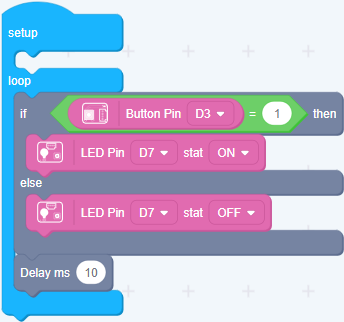 setup
loop
if Button Pin D3 = 1 then
LED Pin D7 stat ON
else
LED Pin D7 stat OFF
Delay ms 10